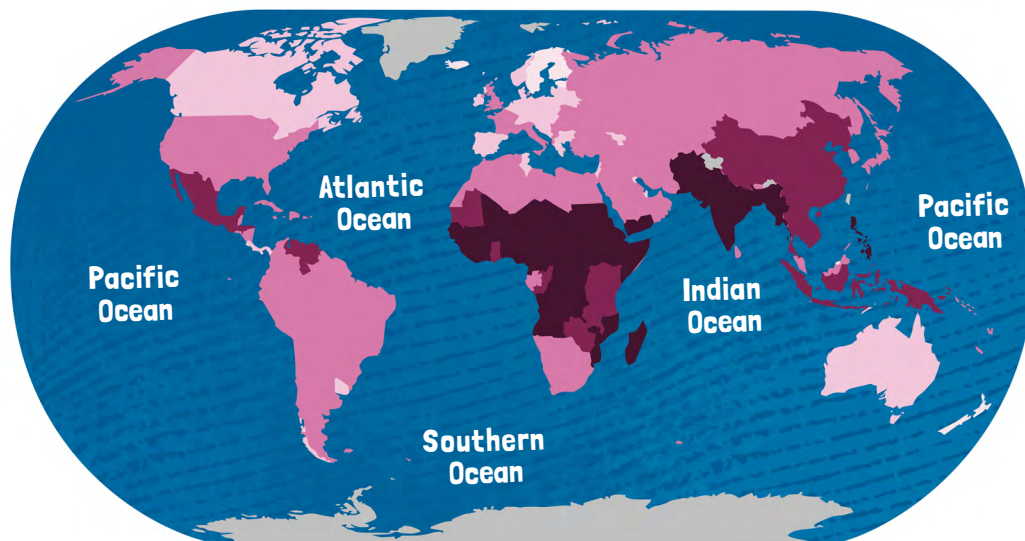 Atlantic
Ocean
Pacific
Ocean
Pacific
Ocean
Indian
Ocean
Southern
Ocean